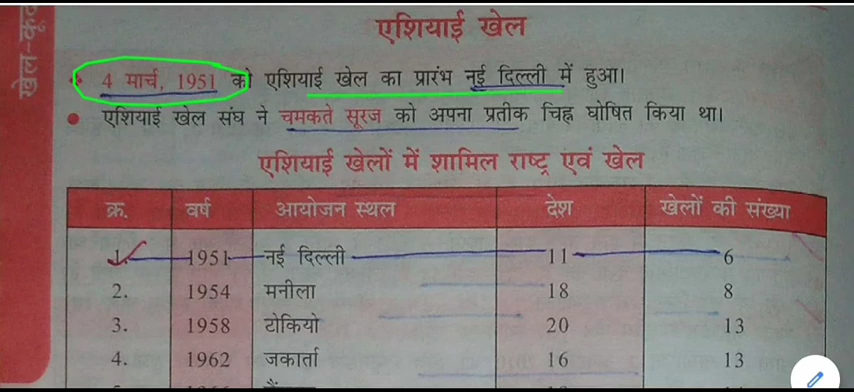 खेल-कूद
एशियाई खेल
4 मार्च, 1951 को एशियाई खेल का प्रारंभ नई दिल्ली में हुआ।
• एशियाई खेल संघ ने चमकते सूरज को अपना प्रतीक चिह्न घोषित किया था।
एशियाई खेलों में शामिल राष्ट्र एवं खेल
क्र. वर्ष आयोजन स्थल देश खेलों की संख्या
1. 1951 नई दिल्ली 11 6
2. 1954 मनीला 18 8
3. 1958 टोकियो 20 13
4. 1962 जकार्ता 16 13